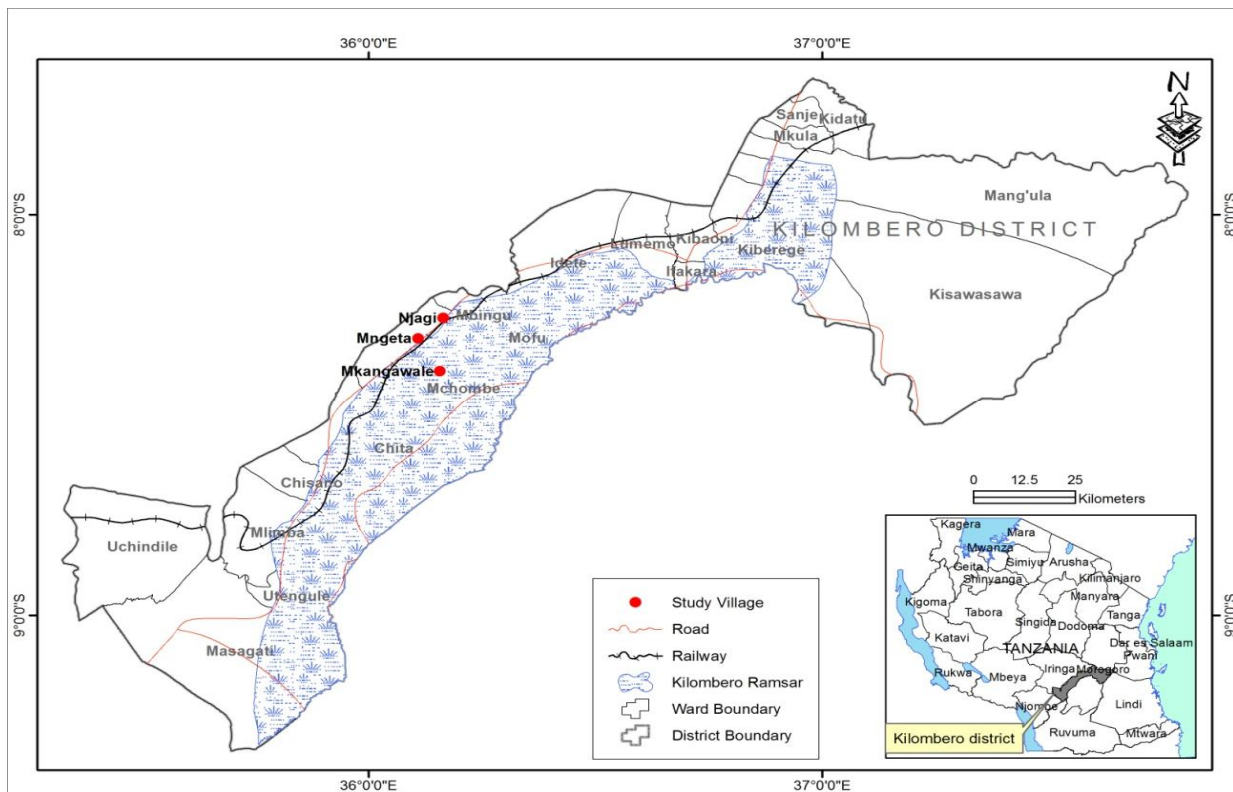 36°0'0"E
37°0'0"E
N
Sanje
Kidatu
Mkula
Mang'ula
8°0'0"S
8°0'0"S
KILOMBERO DISTRICT
Kibaoni
Lumemo
Kiberege
Idete
Ifakara
Kisawasawa
Njagi
Mbingu
Mngeta
Mofu
Mkangawale
Mchombe
Chita
Chisano
Mlimba
Uchindile
Utengule
Masagati
9°0'0"S
9°0'0"S
0 12.5 25
Kilometers
Study Village
Road
Railway
Kilombero Ramsar
Ward Boundary
District Boundary
Kagera
Mara
Mwanza
Geita
Simiyu
Arusha
Shinyanga
Kilimanjaro
Manyara
Kigoma
Tabora
Singida
Tanga
Dodoma
Katavi
TANZANIA
Dar es Salaam
Pwani
Rukwa
Iringa
Morogoro
Mbeya
Njombe
Lindi
Ruvuma
Mtwara
Kilombero district
36°0'0"E
37°0'0"E